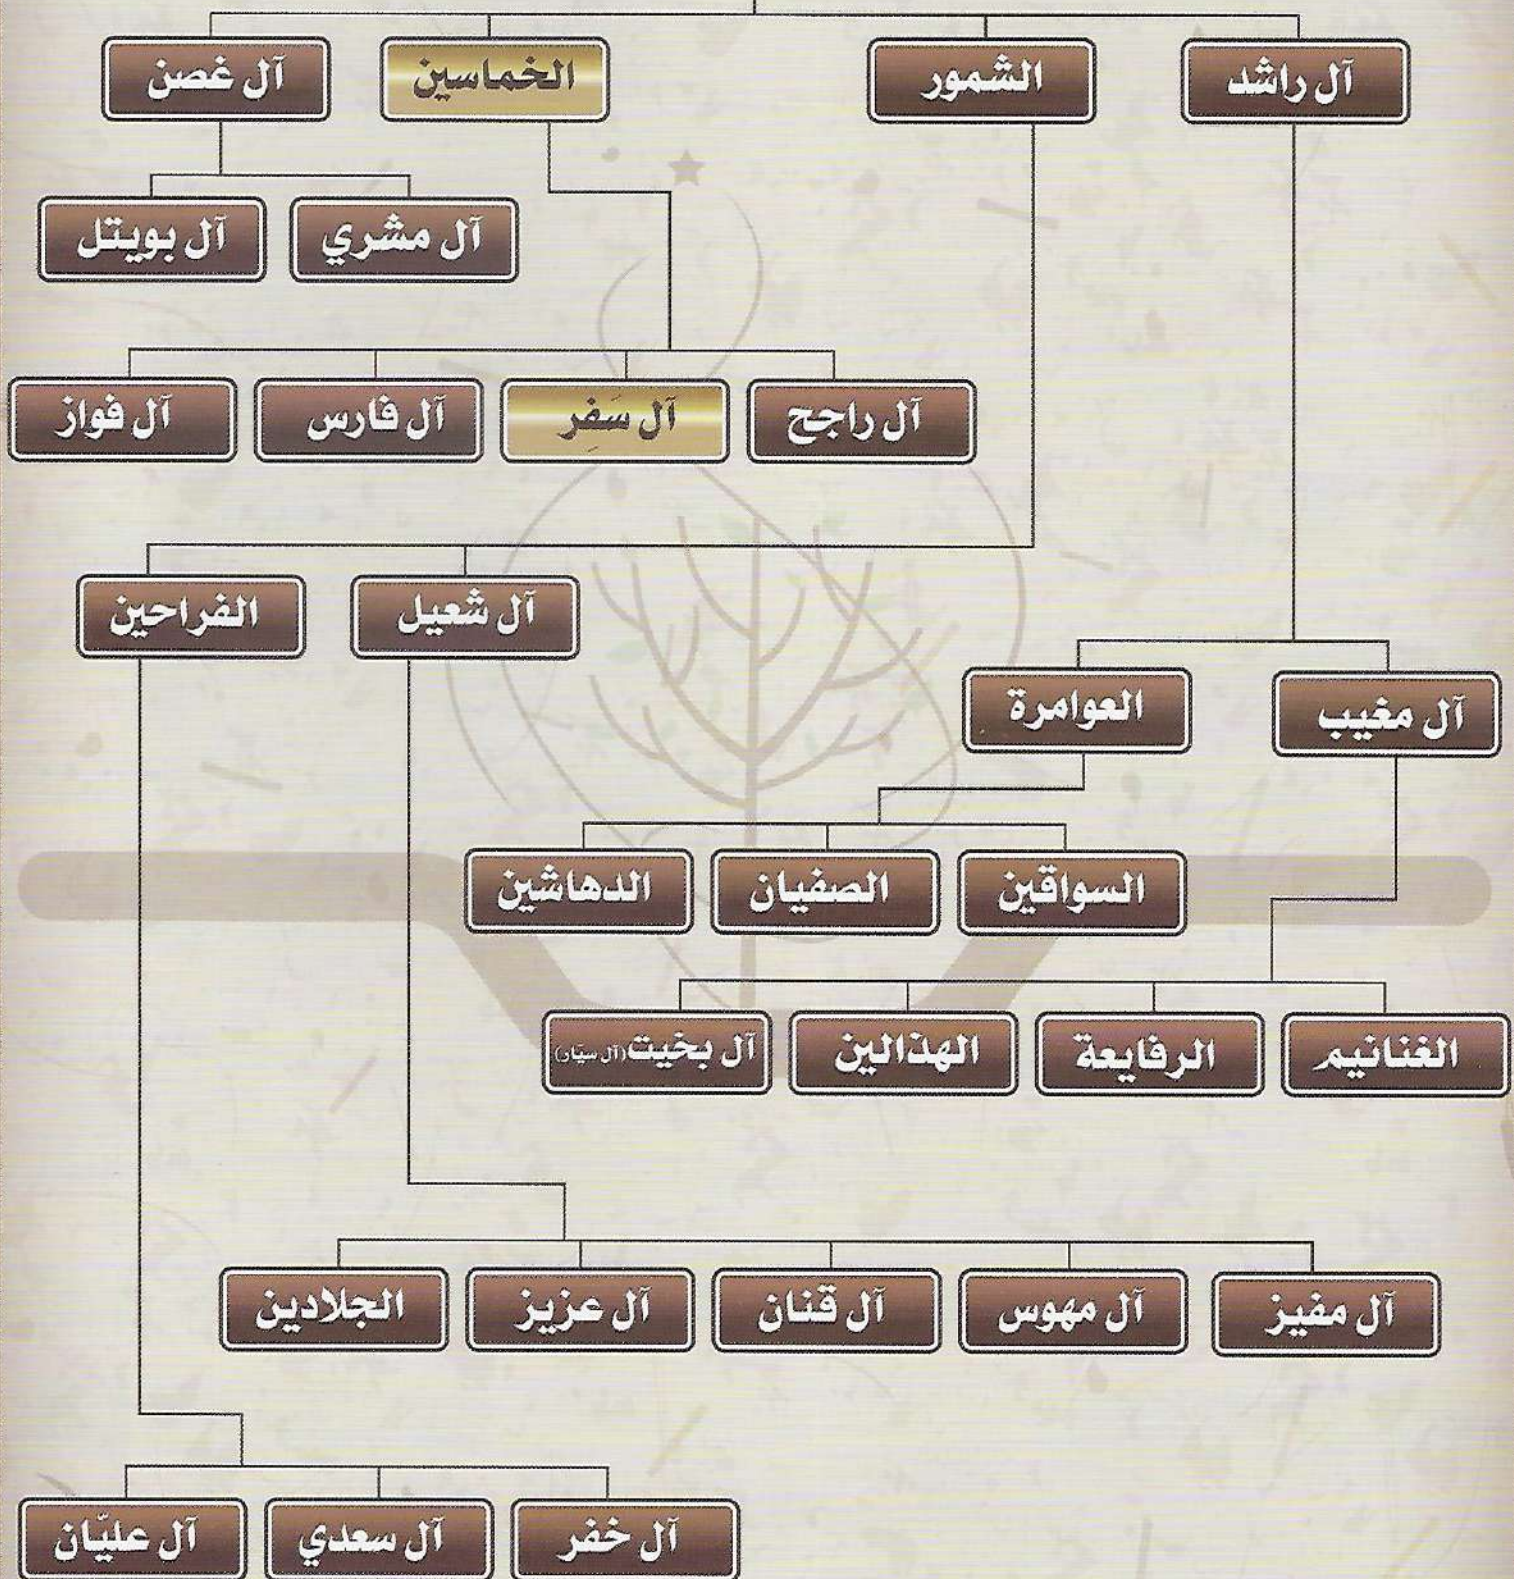 آل راشد
الشمور
الخماسين
آل غصن
آل مشري
آل بويتل
آل راجح
آل سَفِر
آل فارس
آل فواز
آل شعيل
الفراحين
آل مغيب
العوامرة
السواقين
الصفيان
الدهاشين
الغنانيم
الرفايعة
الهذالين
آل بخيت (آل سيّار)
آل مفيز
آل مهوس
آل قنان
آل عزيز
الجلادين
آل خفر
آل سعدي
آل عليّان